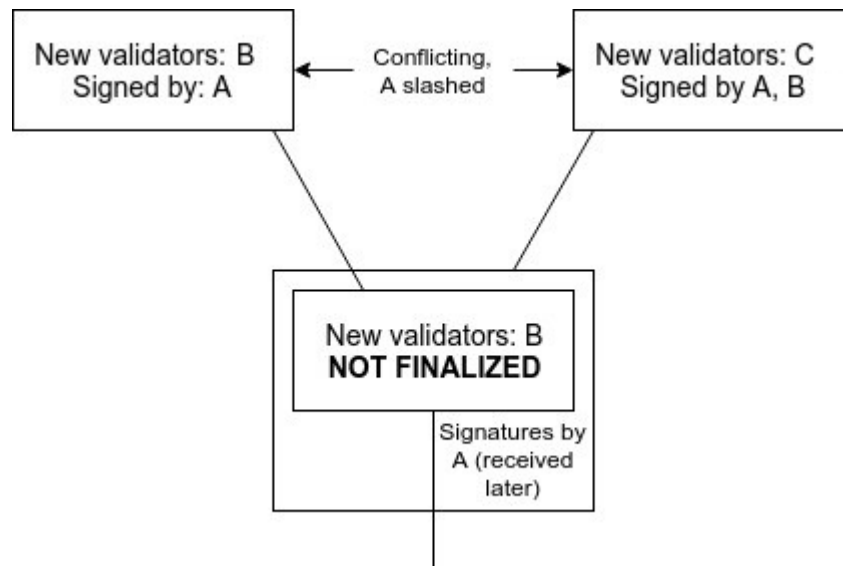 New validators: B
Signed by: A
Conflicting,
A slashed
New validators: C
Signed by A, B
New validators: B
NOT FINALIZED
Signatures by
A (received
later)